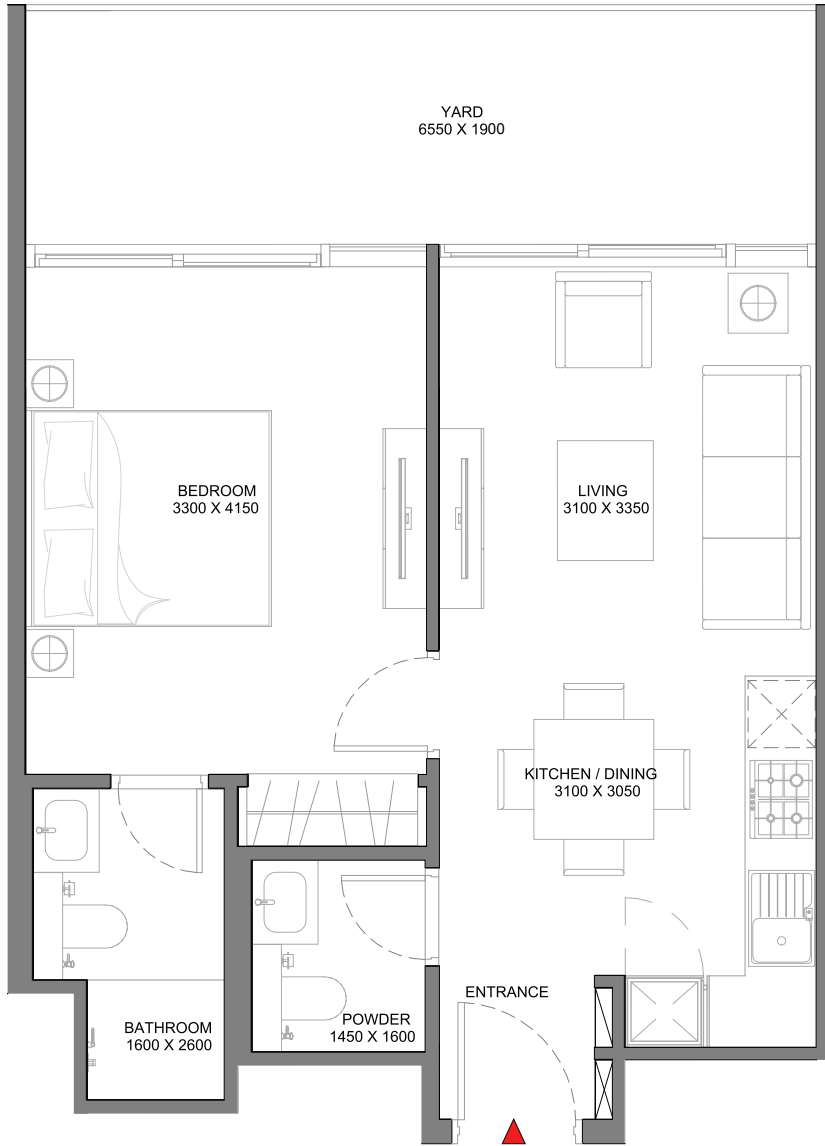 YARD
6550 X 1900
BEDROOM
3300 X 4150
LIVING
3100 X 3350
KITCHEN / DINING
3100 X 3050
ENTRANCE
POWDER
1450 X 1600
BATHROOM
1600 X 2600